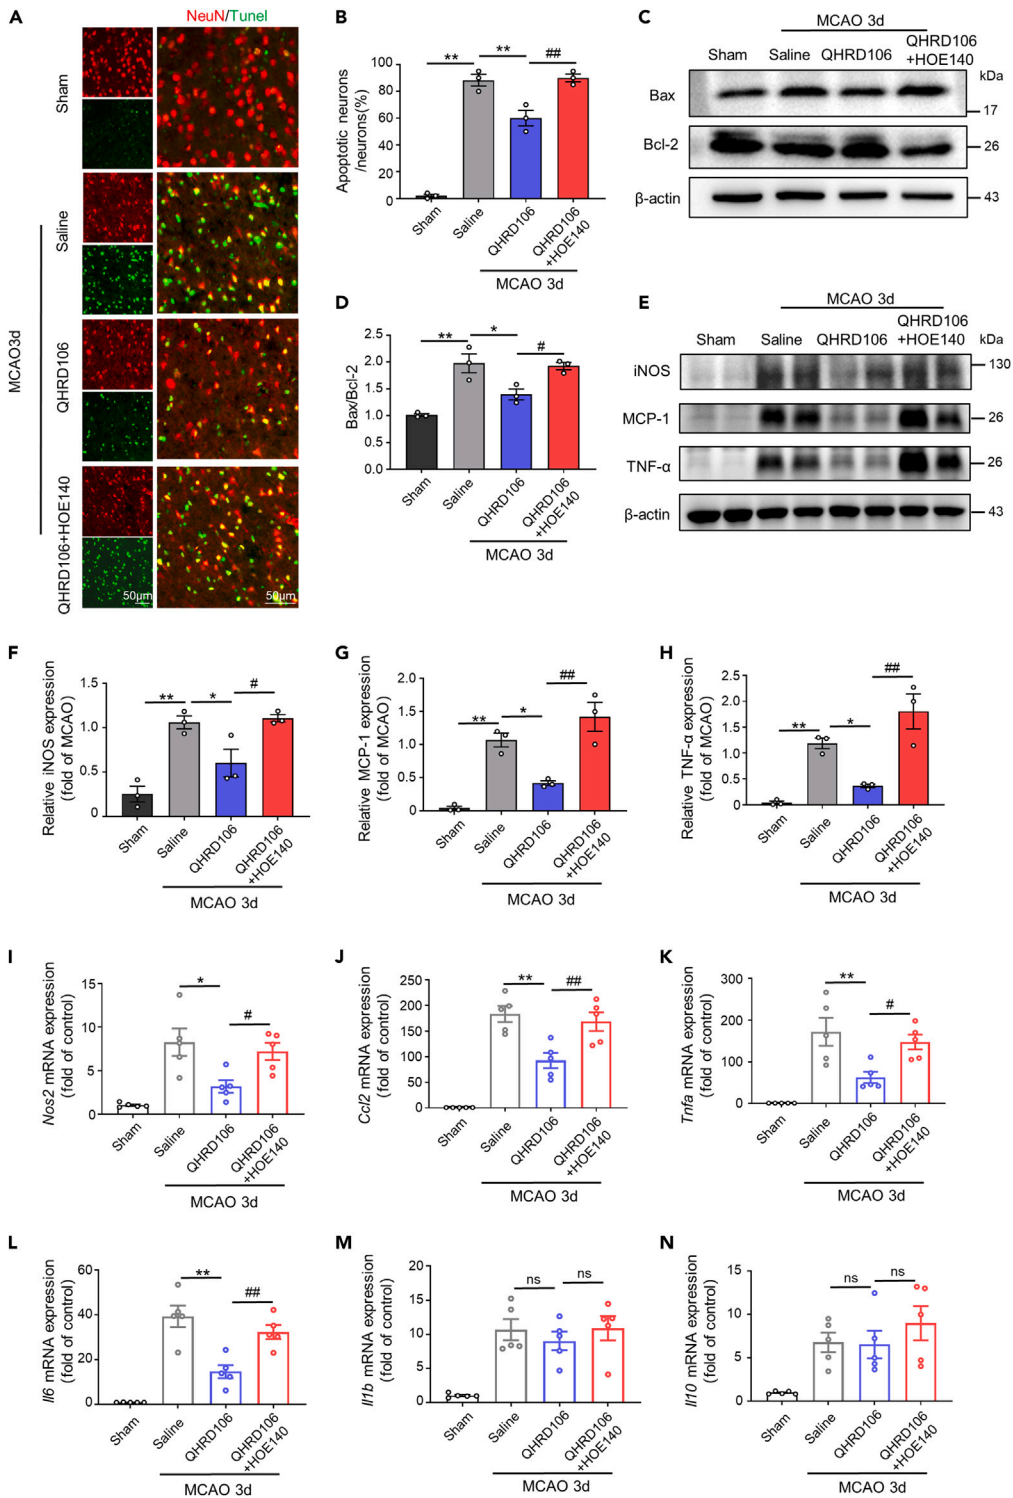 A
NeuN/Tunel
Sham
Saline
QHRD106
QHRD106+HOE140
MCAO3d
50μm
50μm
B
Apoptotic neurons
/neurons(%)
100
80
60
40
20
0
**
**
##
Sham
Saline
QHRD106
QHRD106
+HOE140
MCAO 3d
C
MCAO 3d
Sham
Saline
QHRD106
QHRD106
+HOE140
kDa
Bax
17
Bcl-2
26
β-actin
43
D
Bax/Bcl-2
2.5
2.0
1.5
1.0
0.5
0.0
**
*
#
Sham
Saline
QHRD106
QHRD106
+HOE140
MCAO 3d
E
MCAO 3d
Sham
Saline
QHRD106
QHRD106
+HOE140
kDa
iNOS
130
MCP-1
26
TNF-α
26
β-actin
43
F
Relative iNOS expression
(fold of MCAO)
1.5
1.0
0.5
0
**
*
#
Sham
Saline
QHRD106
QHRD106
+HOE140
MCAO 3d
G
Relative MCP-1 expression
(fold of MCAO)
2.0
1.5
1.0
0.5
0
**
*
##
Sham
Saline
QHRD106
QHRD106
+HOE140
MCAO 3d
H
Relative TNF-α expression
(fold of MCAO)
2.5
2.0
1.5
1.0
0.5
0
**
*
##
Sham
Saline
QHRD106
QHRD106
+HOE140
MCAO 3d
I
Nos2 mRNA expression
(fold of control)
15
10
5
0
*
#
Sham
Saline
QHRD106
QHRD106
+HOE140
MCAO 3d
J
Ccl2 mRNA expression
(fold of control)
250
200
150
100
50
0
**
##
Sham
Saline
QHRD106
QHRD106
+HOE140
MCAO 3d
K
Tnfa mRNA expression
(fold of control)
300
200
100
0
**
#
Sham
Saline
QHRD106
QHRD106
+HOE140
MCAO 3d
L
Il6 mRNA expression
(fold of control)
60
40
20
0
**
##
Sham
Saline
QHRD106
QHRD106
+HOE140
MCAO 3d
M
Il1b mRNA expression
(fold of control)
20
15
10
5
0
ns
ns
Sham
Saline
QHRD106
QHRD106
+HOE140
MCAO 3d
N
Il10 mRNA expression
(fold of control)
15
10
5
0
ns
ns
Sham
Saline
QHRD106
QHRD106
+HOE140
MCAO 3d